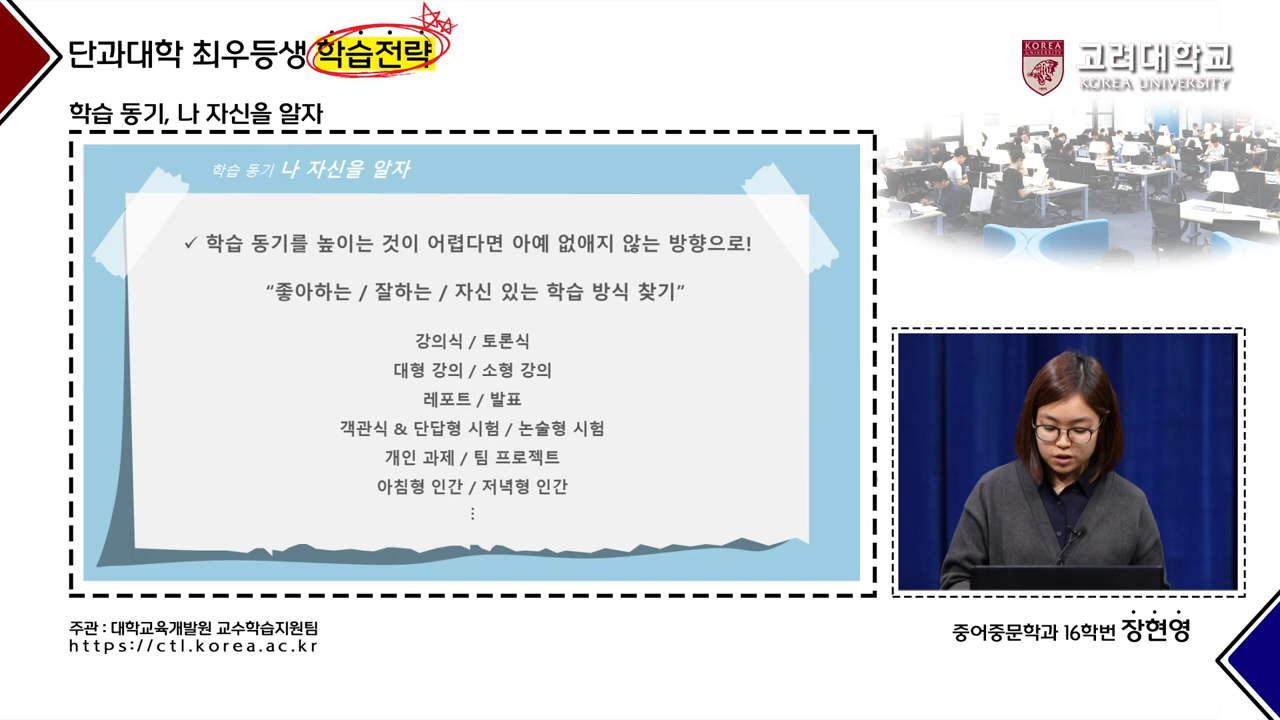 단과대학 최우등생 학습전략
KOREA
UNIVERSITY
1905
고려대학교
KOREA UNIVERSITY
학습 동기, 나 자신을 알자
학습 동기 나 자신을 알자
✓ 학습 동기를 높이는 것이 어렵다면 아예 없애지 않는 방향으로!
“좋아하는 / 잘하는 / 자신 있는 학습 방식 찾기”
강의식 / 토론식
대형 강의 / 소형 강의
레포트 / 발표
객관식 & 단답형 시험 / 논술형 시험
개인 과제 / 팀 프로젝트
아침형 인간 / 저녁형 인간
⋮
주관 : 대학교육개발원 교수학습지원팀
https://ctl.korea.ac.kr
중어중문학과 16학번 장현영